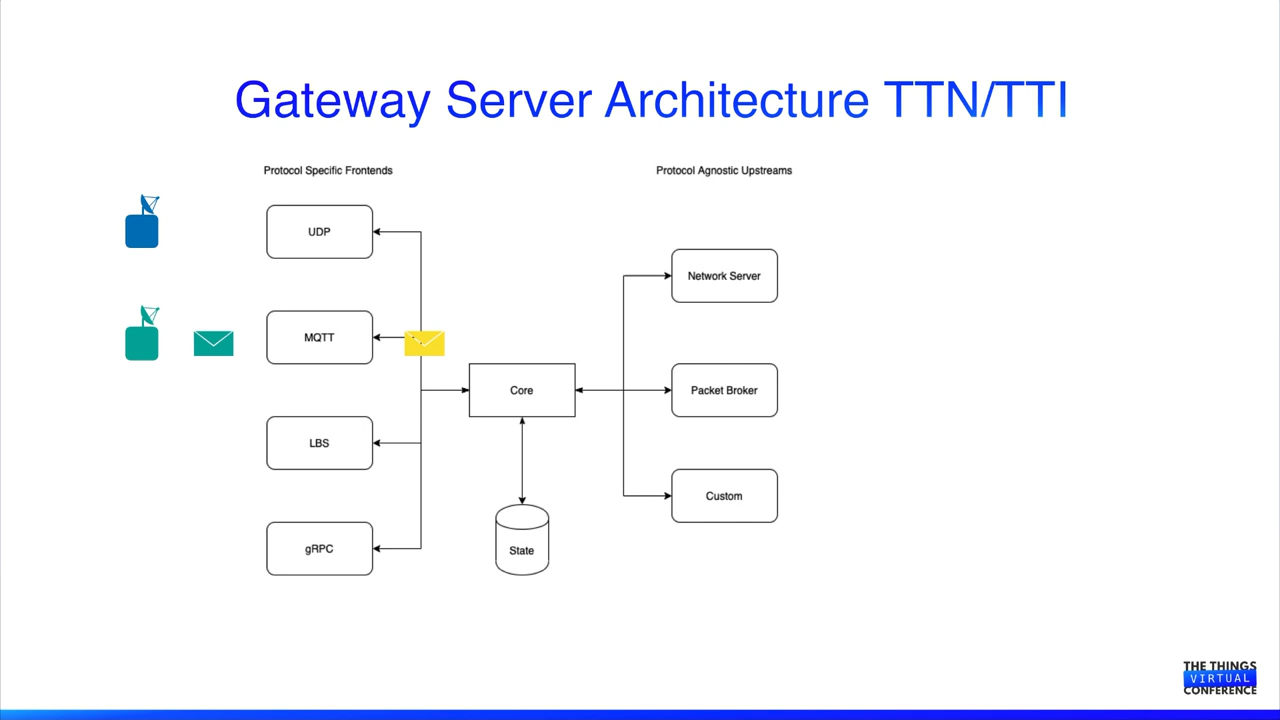 Gateway Server Architecture TTN/TTI
Protocol Specific Frontends
Protocol Agnostic Upstreams
UDP
Network Server
MQTT
Core
Packet Broker
LBS
Custom
gRPC
State
THE THINGS
VIRTUAL
CONFERENCE